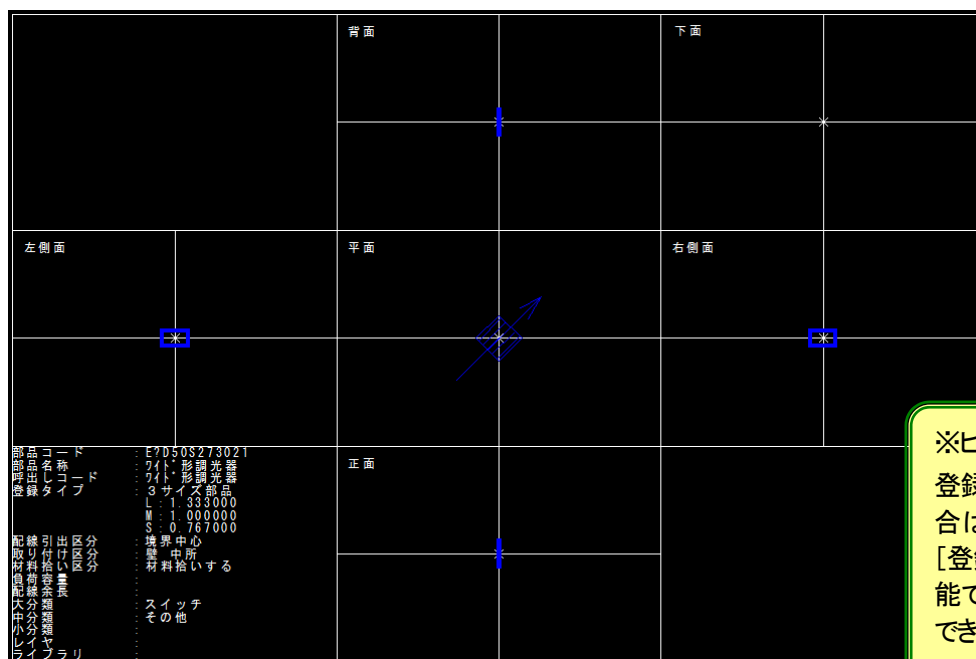 背面
下面
左側面
平面
右側面
正面
部品コード : E?D50S273021
部品名称 : ワイド形調光器
呼出しコード : ワイド形調光器
登録タイプ : 3サイズ部品
L : 1.333000
M : 1.000000
S : 0.767000
配線引出区分 : 境界中心
取り付け区分 : 壁 中所
材料拾い区分 : 材料拾いする
負荷容量 :
配線余長 :
大分類 : スイッチ
中分類 : その他
小分類 :
レイヤ :
ライブラリ :
※ヒ
登録
合は
[登録
能で
でき